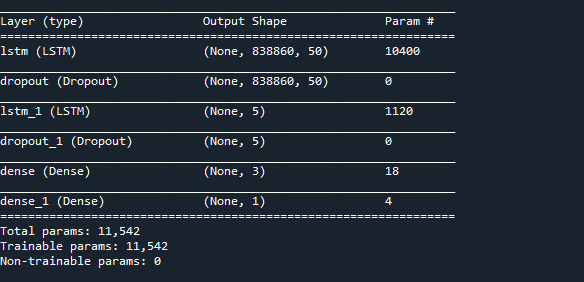 Layer (type) Output Shape Param #
=================================================================
lstm (LSTM) (None, 838860, 50) 10400
_________________________________________________________________
dropout (Dropout) (None, 838860, 50) 0
_________________________________________________________________
lstm_1 (LSTM) (None, 5) 1120
_________________________________________________________________
dropout_1 (Dropout) (None, 5) 0
_________________________________________________________________
dense (Dense) (None, 3) 18
_________________________________________________________________
dense_1 (Dense) (None, 1) 4
=================================================================
Total params: 11,542
Trainable params: 11,542
Non-trainable params: 0